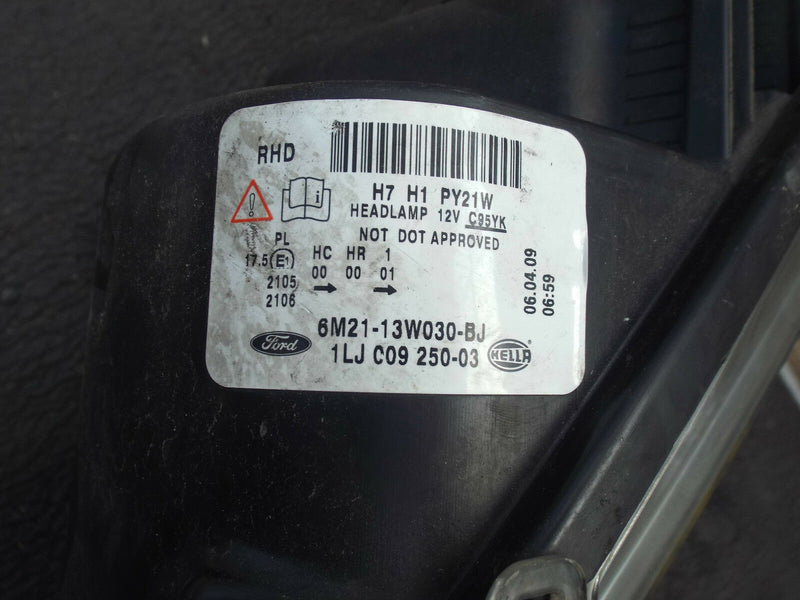 RHD
H7 H1 PY21W
HEADLAMP 12V C95YK
NOT DOT APPROVED
PL HC HR 1
17.5 E1 00 00 01
2105 → →
2106
06.04.09
06:59
6M21-13W030-BJ
Ford 1LJ C09 250-03 HELLA